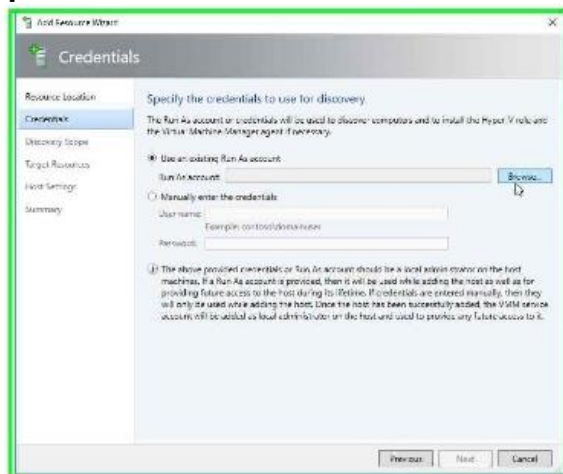 Add Resource Wizard
Credentials
Resource Location
Credentials
Discovery Scope
Target Resources
Host Settings
Summary
Specify the credentials to use for discovery
The Run As account or credentials will be used to discover computers and to install the Hyper-V role and
the Virtual Machine Manager agent if necessary.
Use an existing Run As account
Run As account:
Browse...
Manually enter the credentials
User name:
Example: contoso\domainuser
Password:
The above provided credentials or Run As account should be a local administrator on the host
machines. If a Run As account is provided, then it will be used while adding the host as well as for
providing future access to the host during its lifetime. If credentials are entered manually, then they
will only be used while adding the host. Once the host has been successfully added, the VMM service
account will be added as local administrator on the host and used to provide any future access to it.
Previous
Next
Cancel